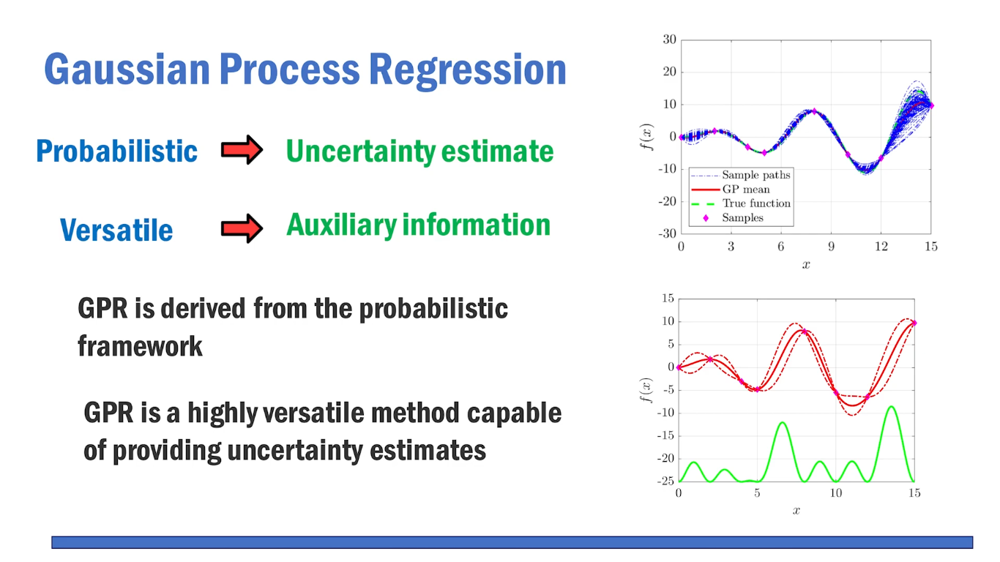 Gaussian Process Regression
Probabilistic
Uncertainty estimate
Versatile
Auxiliary information
GPR is derived from the probabilistic
framework
GPR is a highly versatile method capable
of providing uncertainty estimates
30
20
10
0
-10
-20
-30
f(x)
Sample paths
GP mean
True function
Samples
0 3 6 9 12 15
x
15
10
5
0
-5
-10
-15
-20
-25
f(x)
0 5 10 15
x